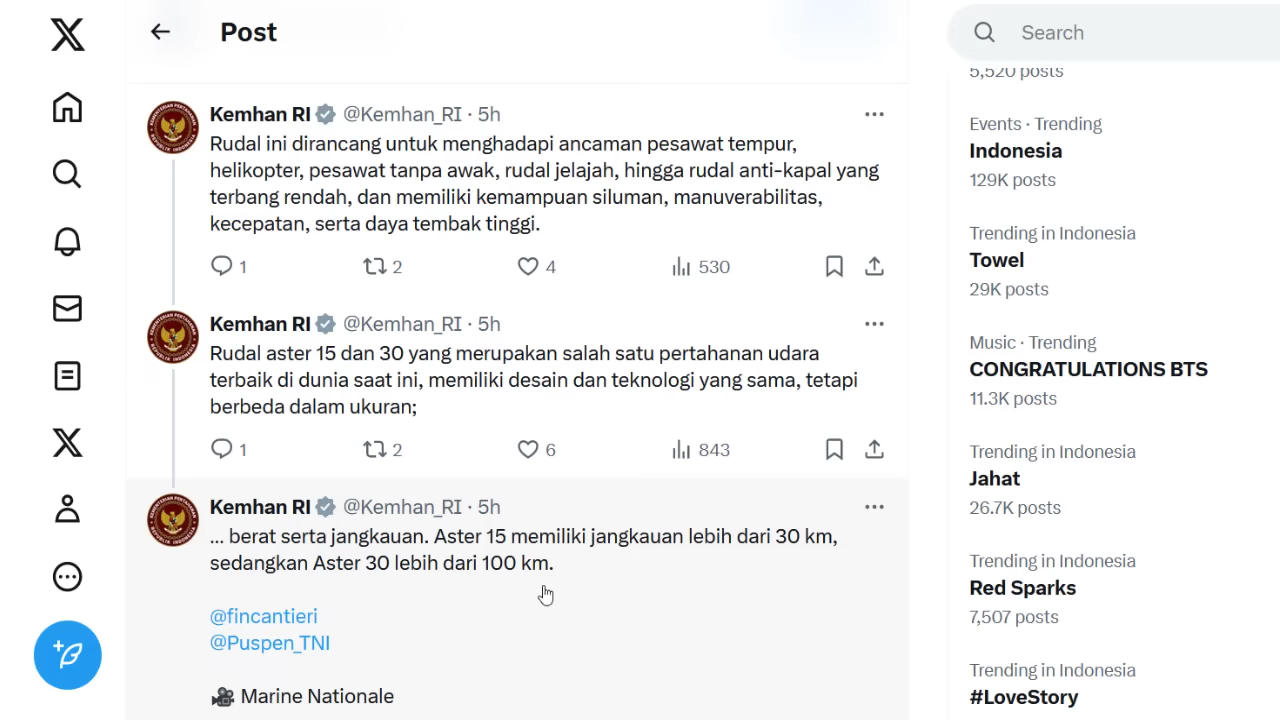 Post
Kemhan RI @Kemhan_RI · 5h
Rudal ini dirancang untuk menghadapi ancaman pesawat tempur,
helikopter, pesawat tanpa awak, rudal jelajah, hingga rudal anti-kapal yang
terbang rendah, dan memiliki kemampuan siluman, manuverabilitas,
kecepatan, serta daya tembak tinggi.
1 2 4 530
Kemhan RI @Kemhan_RI · 5h
Rudal aster 15 dan 30 yang merupakan salah satu pertahanan udara
terbaik di dunia saat ini, memiliki desain dan teknologi yang sama, tetapi
berbeda dalam ukuran;
1 2 6 843
Kemhan RI @Kemhan_RI · 5h
... berat serta jangkauan. Aster 15 memiliki jangkauan lebih dari 30 km,
sedangkan Aster 30 lebih dari 100 km.
@fincantieri
@Puspen_TNI
🎥 Marine Nationale
Search
5,520 posts
Events · Trending
Indonesia
129K posts
Trending in Indonesia
Towel
29K posts
Music · Trending
CONGRATULATIONS BTS
11.3K posts
Trending in Indonesia
Jahat
26.7K posts
Trending in Indonesia
Red Sparks
7,507 posts
Trending in Indonesia
#LoveStory